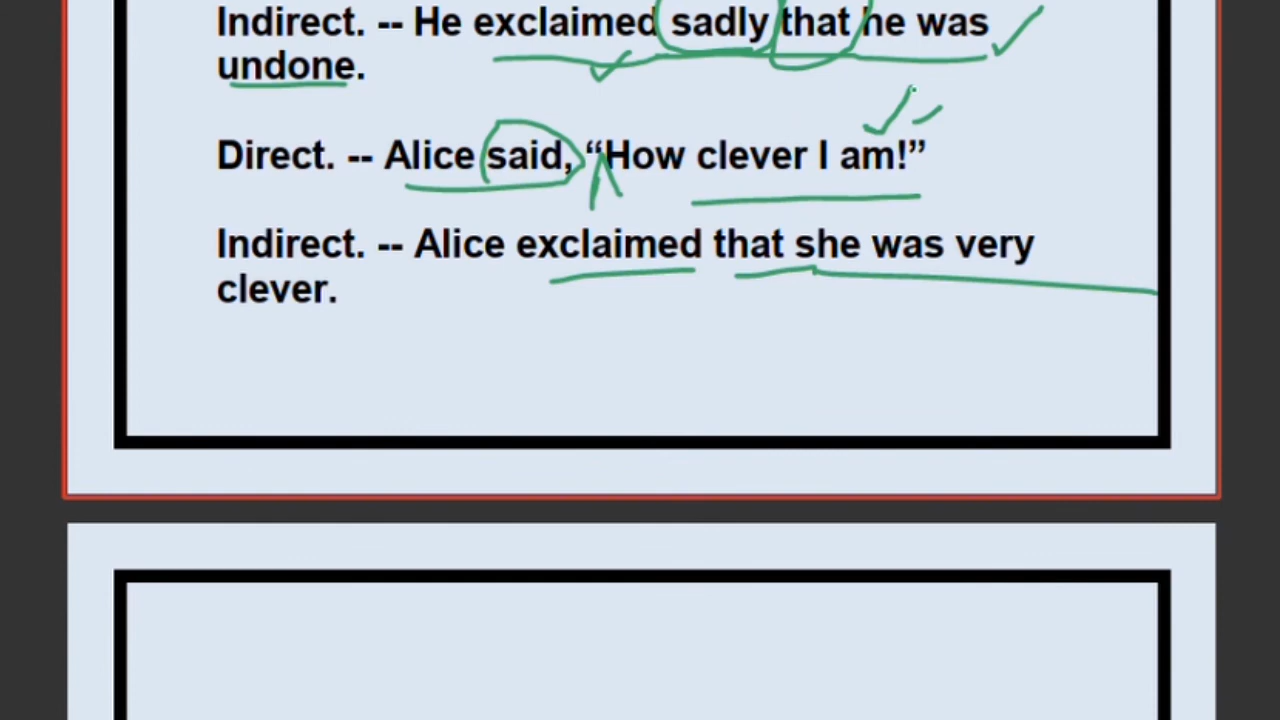 Indirect. -- He exclaimed sadly that he was
undone.
Direct. -- Alice said, “How clever I am!”
Indirect. -- Alice exclaimed that she was very
clever.